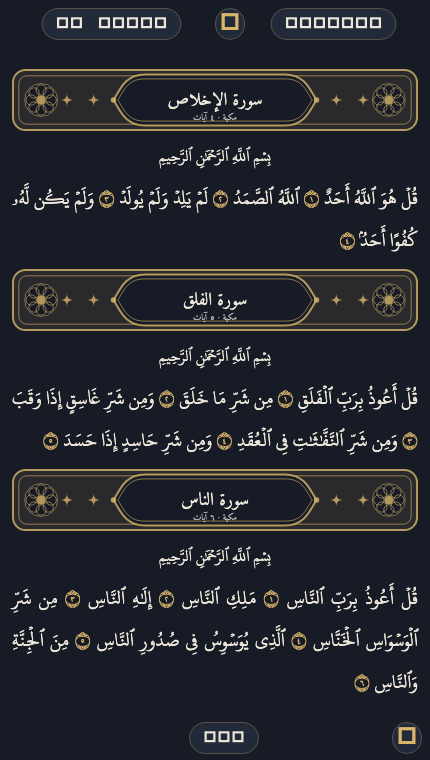 سورة الإخلاص
مكية · ٤ آيات
بِسْمِ ٱللَّهِ ٱلرَّحْمَٰنِ ٱلرَّحِيمِ
قُلْ هُوَ ٱللَّهُ أَحَدٌ ١ ٱللَّهُ ٱلصَّمَدُ ٢ لَمْ يَلِدْ وَلَمْ يُولَدْ ٣ وَلَمْ يَكُن لَّهُۥ
كُفُوًا أَحَدٌۢ ٤
سورة الفلق
مكية · ٥ آيات
بِسْمِ ٱللَّهِ ٱلرَّحْمَٰنِ ٱلرَّحِيمِ
قُلْ أَعُوذُ بِرَبِّ ٱلْفَلَقِ ١ مِن شَرِّ مَا خَلَقَ ٢ وَمِن شَرِّ غَاسِقٍ إِذَا وَقَبَ
٣ وَمِن شَرِّ ٱلنَّفَّٰثَٰتِ فِى ٱلْعُقَدِ ٤ وَمِن شَرِّ حَاسِدٍ إِذَا حَسَدَ ٥
سورة الناس
مكية · ٦ آيات
بِسْمِ ٱللَّهِ ٱلرَّحْمَٰنِ ٱلرَّحِيمِ
قُلْ أَعُوذُ بِرَبِّ ٱلنَّاسِ ١ مَلِكِ ٱلنَّاسِ ٢ إِلَٰهِ ٱلنَّاسِ ٣ مِن شَرِّ
ٱلْوَسْوَاسِ ٱلْخَنَّاسِ ٤ ٱلَّذِى يُوَسْوِسُ فِى صُدُورِ ٱلنَّاسِ ٥ مِنَ ٱلْجِنَّةِ
وَٱلنَّاسِ ٦